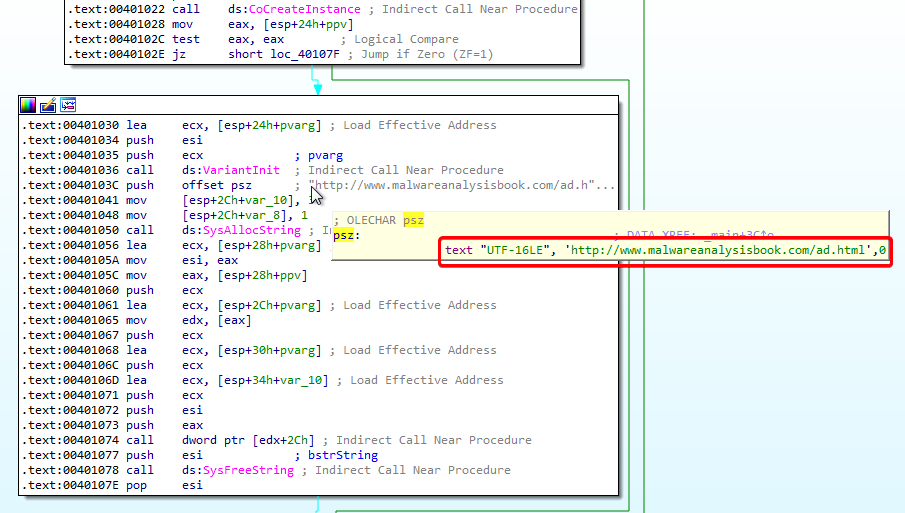 .text:00401022 call ds:CoCreateInstance ; Indirect Call Near Procedure
.text:00401028 mov eax, [esp+24h+ppv]
.text:0040102C test eax, eax ; Logical Compare
.text:0040102E jz short loc_40107F ; Jump if Zero (ZF=1)
.text:00401030 lea ecx, [esp+24h+pvarg] ; Load Effective Address
.text:00401034 push esi
.text:00401035 push ecx ; pvarg
.text:00401036 call ds:VariantInit ; Indirect Call Near Procedure
.text:0040103C push offset psz ; "http://www.malwareanalysisbook.com/ad.h"...
.text:00401041 mov [esp+2Ch+var_10],
.text:00401048 mov [esp+2Ch+var_8], 1
; OLECHAR psz
.text:00401050 call ds:SysAllocString ;
psz: ; DATA XREF: _main+3C↑o
.text:00401056 lea ecx, [esp+28h+pvarg]
text "UTF-16LE", 'http://www.malwareanalysisbook.com/ad.html',0
.text:0040105A mov esi, eax
.text:0040105C mov eax, [esp+28h+ppv]
.text:00401060 push ecx
.text:00401061 lea ecx, [esp+2Ch+pvarg] ; Load Effective Address
.text:00401065 mov edx, [eax]
.text:00401067 push ecx
.text:00401068 lea ecx, [esp+30h+pvarg] ; Load Effective Address
.text:0040106C push ecx
.text:0040106D lea ecx, [esp+34h+var_10] ; Load Effective Address
.text:00401071 push ecx
.text:00401072 push esi
.text:00401073 push eax
.text:00401074 call dword ptr [edx+2Ch] ; Indirect Call Near Procedure
.text:00401077 push esi ; bstrString
.text:00401078 call ds:SysFreeString ; Indirect Call Near Procedure
.text:0040107E pop esi